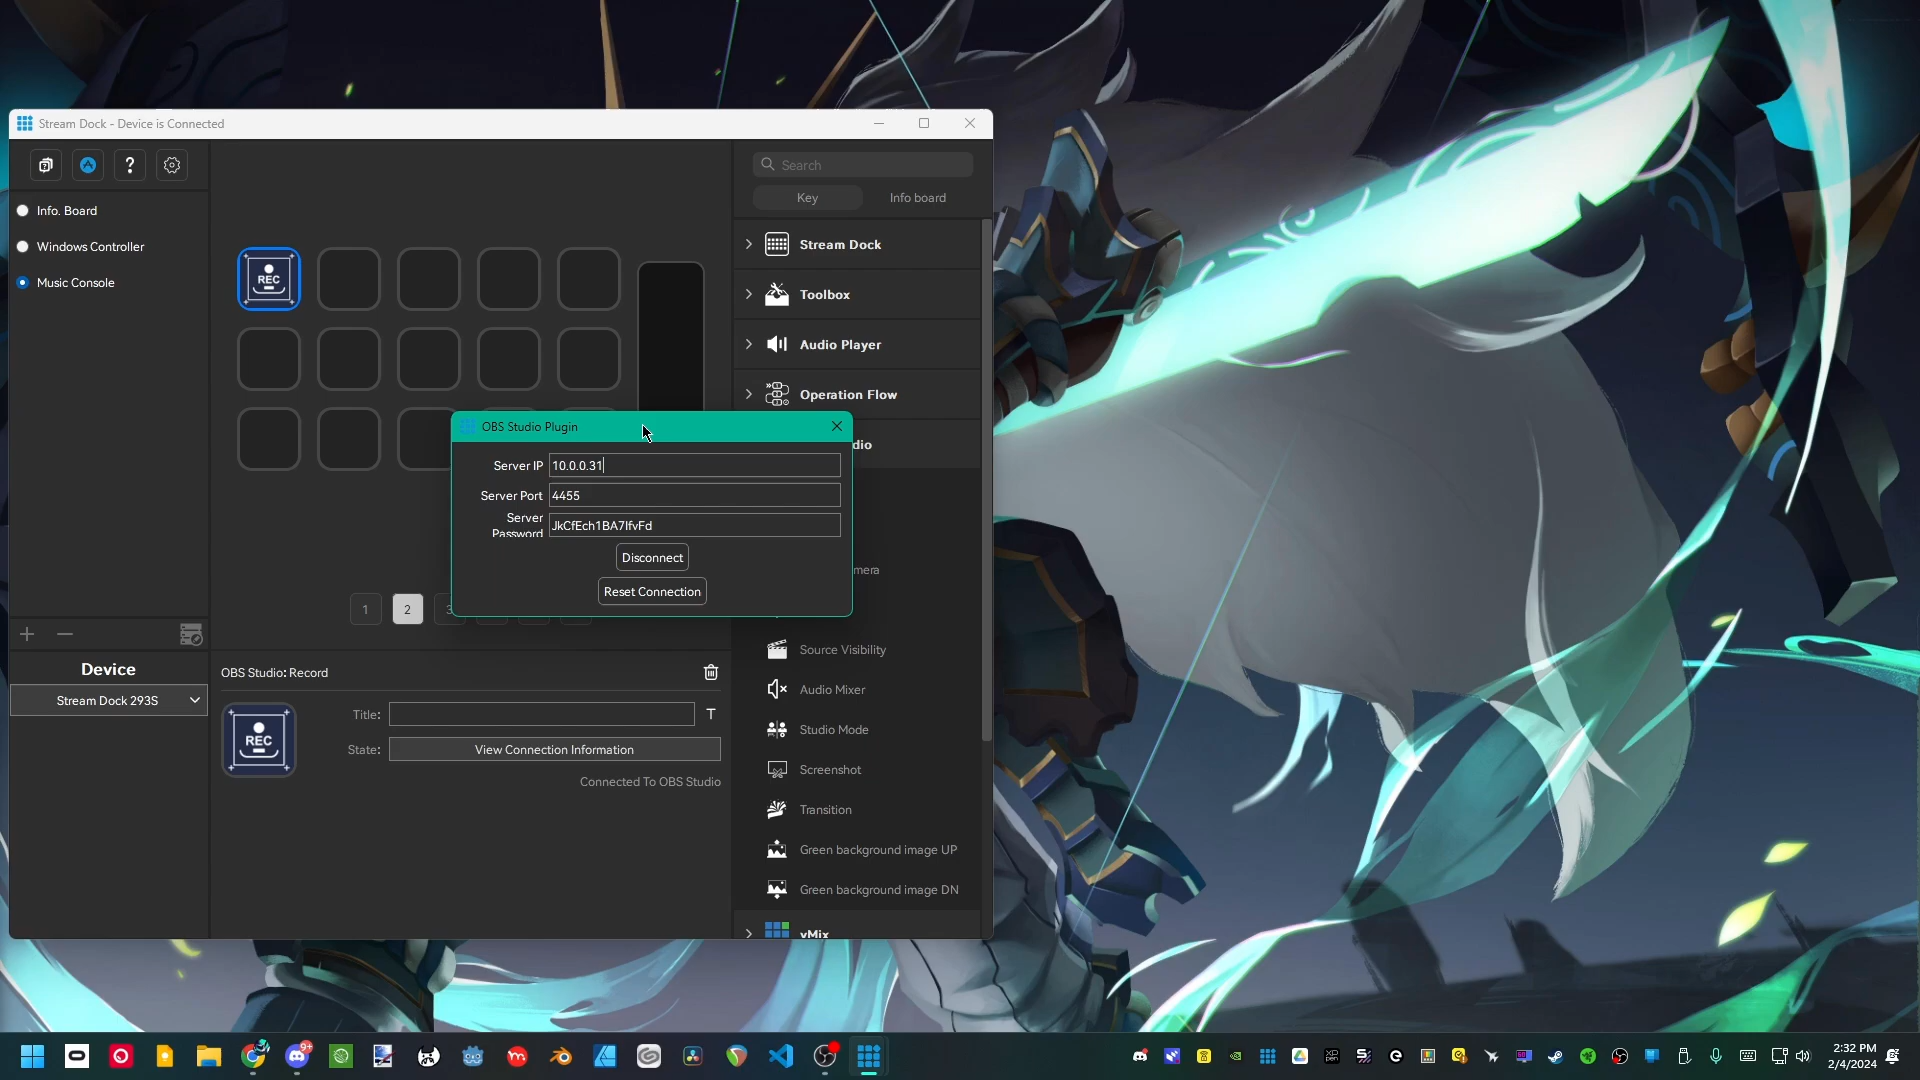 Stream Dock - Device is Connected
?
Search
Key
Info board
Info. Board
Windows Controller
Music Console
REC
Stream Dock
Toolbox
Audio Player
Operation Flow
dio
OBS Studio Plugin
Server IP 10.0.0.31
Server Port 4455
Server Password JkCfEch1BA7IfvFd
Disconnect
Reset Connection
mera
1 2 3
Source Visibility
Audio Mixer
Studio Mode
Screenshot
Transition
Green background image UP
Green background image DN
vMix
Device
Stream Dock 293S
OBS Studio: Record
REC
Title:
T
State: View Connection Information
Connected To OBS Studio
9+
2:32 PM
2/4/2024